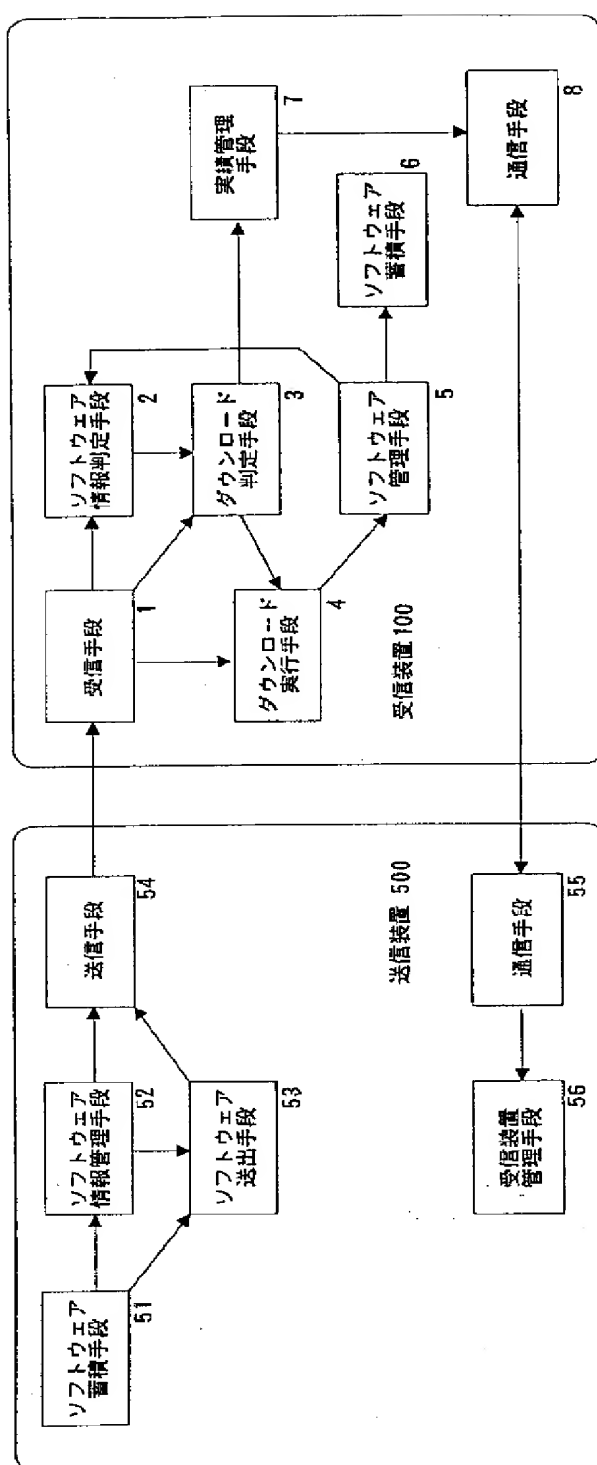 ソフトウェア
蓄積手段
51
ソフトウェア
情報管理手段
52
ソフトウェア
送出手段
53
送信手段
54
送信装置 500
通信手段
55
受信装置
管理手段
56
受信手段
1
ソフトウェア
情報判定手段
2
ダウンロード
判定手段
3
ダウンロード
実行手段
4
ソフトウェア
管理手段
5
ソフトウェア
蓄積手段
6
実績管理
手段
7
受信装置 100
通信手段
8